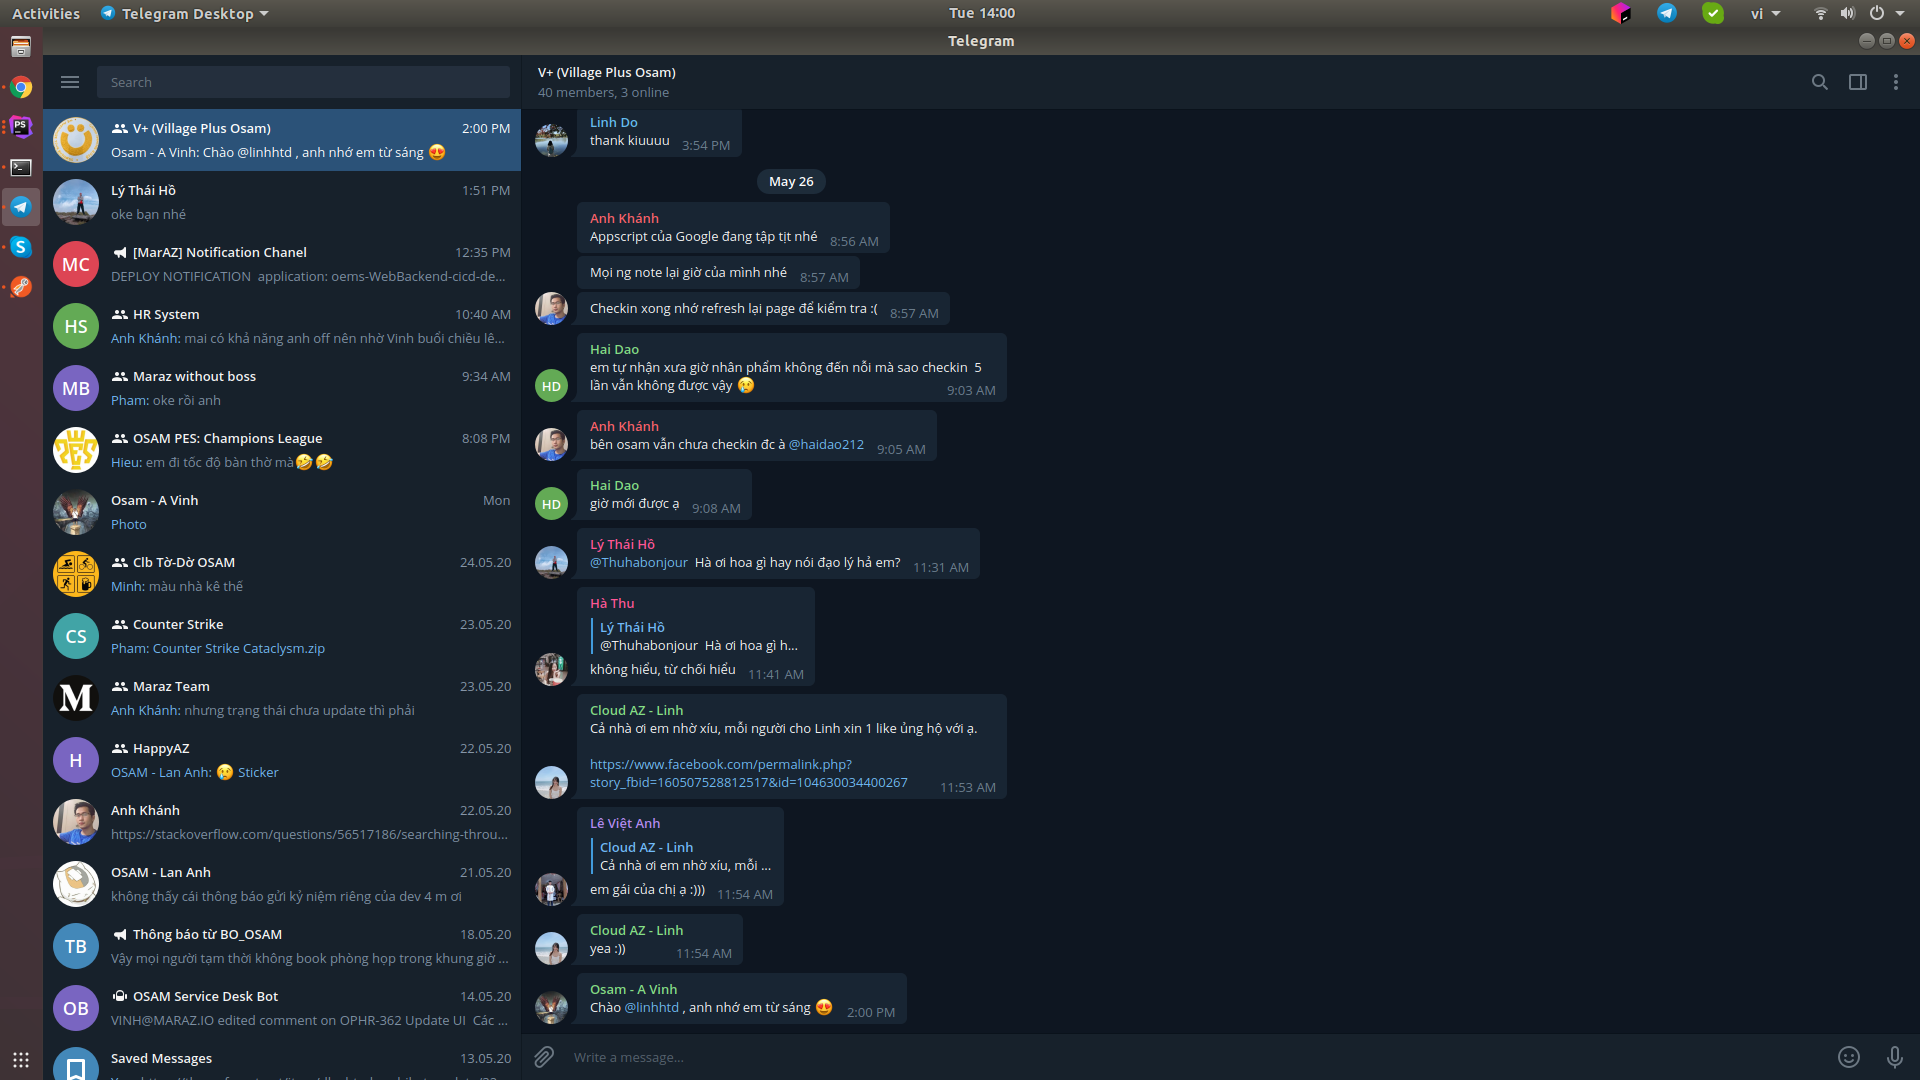 Activities
Telegram Desktop
Tue 14:00
vi
Telegram
Search
V+ (Village Plus Osam)
2:00 PM
Osam - A Vinh: Chào @linhhtd , anh nhớ em từ sáng 😍
Lý Thái Hồ
1:51 PM
oke bạn nhé
MC
[MarAZ] Notification Chanel
12:35 PM
DEPLOY NOTIFICATION application: oems-WebBackend-cicd-de...
HS
HR System
10:40 AM
Anh Khánh: mai có khả năng anh off nên nhờ Vinh buổi chiều lê...
MB
Maraz without boss
9:34 AM
Pham: oke rồi anh
OSAM PES: Champions League
8:08 PM
Hieu: em đi tốc độ bàn thờ mà🤣🤣
Osam - A Vinh
Mon
Photo
Clb Tờ-Dờ OSAM
24.05.20
Minh: màu nhà kê thế
CS
Counter Strike
23.05.20
Pham: Counter Strike Cataclysm.zip
M
Maraz Team
23.05.20
Anh Khánh: nhưng trạng thái chưa update thì phải
H
HappyAZ
22.05.20
OSAM - Lan Anh: 😢 Sticker
Anh Khánh
22.05.20
https://stackoverflow.com/questions/56517186/searching-throu...
OSAM - Lan Anh
21.05.20
không thấy cái thông báo gửi kỷ niệm riêng của dev 4 m ơi
TB
Thông báo từ BO_OSAM
18.05.20
Vậy mọi người tạm thời không book phòng họp trong khung giờ ...
OB
OSAM Service Desk Bot
14.05.20
VINH@MARAZ.IO edited comment on OPHR-362 Update UI Các ...
Saved Messages
13.05.20
V+ (Village Plus Osam)
40 members, 3 online
Linh Do
thank kiuuuu 3:54 PM
May 26
Anh Khánh
Appscript của Google đang tập tịt nhé 8:56 AM
Mọi ng note lại giờ của mình nhé 8:57 AM
Checkin xong nhớ refresh lại page để kiểm tra :( 8:57 AM
HD
Hai Dao
em tự nhận xưa giờ nhân phẩm không đến nỗi mà sao checkin 5
lần vẫn không được vậy 😢 9:03 AM
Anh Khánh
bên osam vẫn chưa checkin đc à @haidao212 9:05 AM
HD
Hai Dao
giờ mới được ạ 9:08 AM
Lý Thái Hồ
@Thuhabonjour Hà ơi hoa gì hay nói đạo lý hả em? 11:31 AM
Hà Thu
Lý Thái Hồ
@Thuhabonjour Hà ơi hoa gì h...
không hiểu, từ chối hiểu 11:41 AM
Cloud AZ - Linh
Cả nhà ơi em nhờ xíu, mỗi người cho Linh xin 1 like ủng hộ với ạ.
https://www.facebook.com/permalink.php?
story_fbid=160507528812517&id=104630034400267 11:53 AM
Lê Việt Anh
Cloud AZ - Linh
Cả nhà ơi em nhờ xíu, mỗi ...
em gái của chị ạ :))) 11:54 AM
Cloud AZ - Linh
yea :)) 11:54 AM
Osam - A Vinh
Chào @linhhtd , anh nhớ em từ sáng 😍 2:00 PM
Write a message...